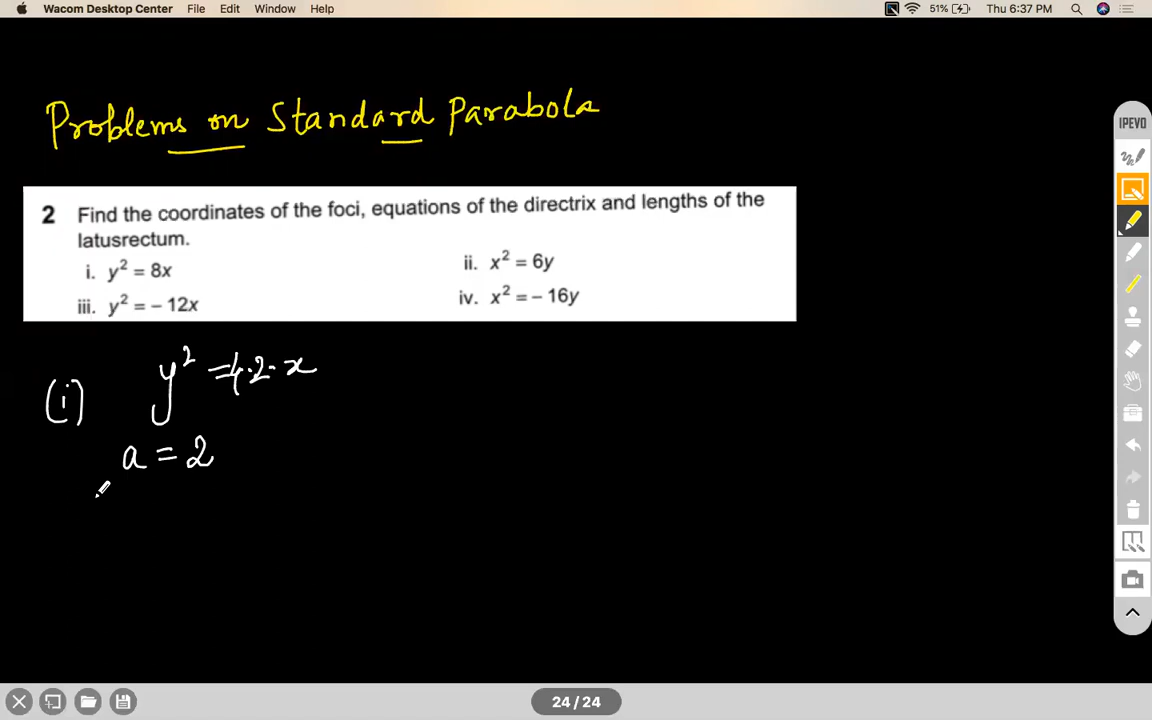 Wacom Desktop Center File Edit Window Help 51% Thu 6:37 PM
Problems on Standard Parabola
2 Find the coordinates of the foci, equations of the directrix and lengths of the
latusrectum.
i. y² = 8x ii. x² = 6y
iii. y² = – 12x iv. x² = – 16y
(i) y² = 4·2·x
a = 2
IPEVO
24 / 24